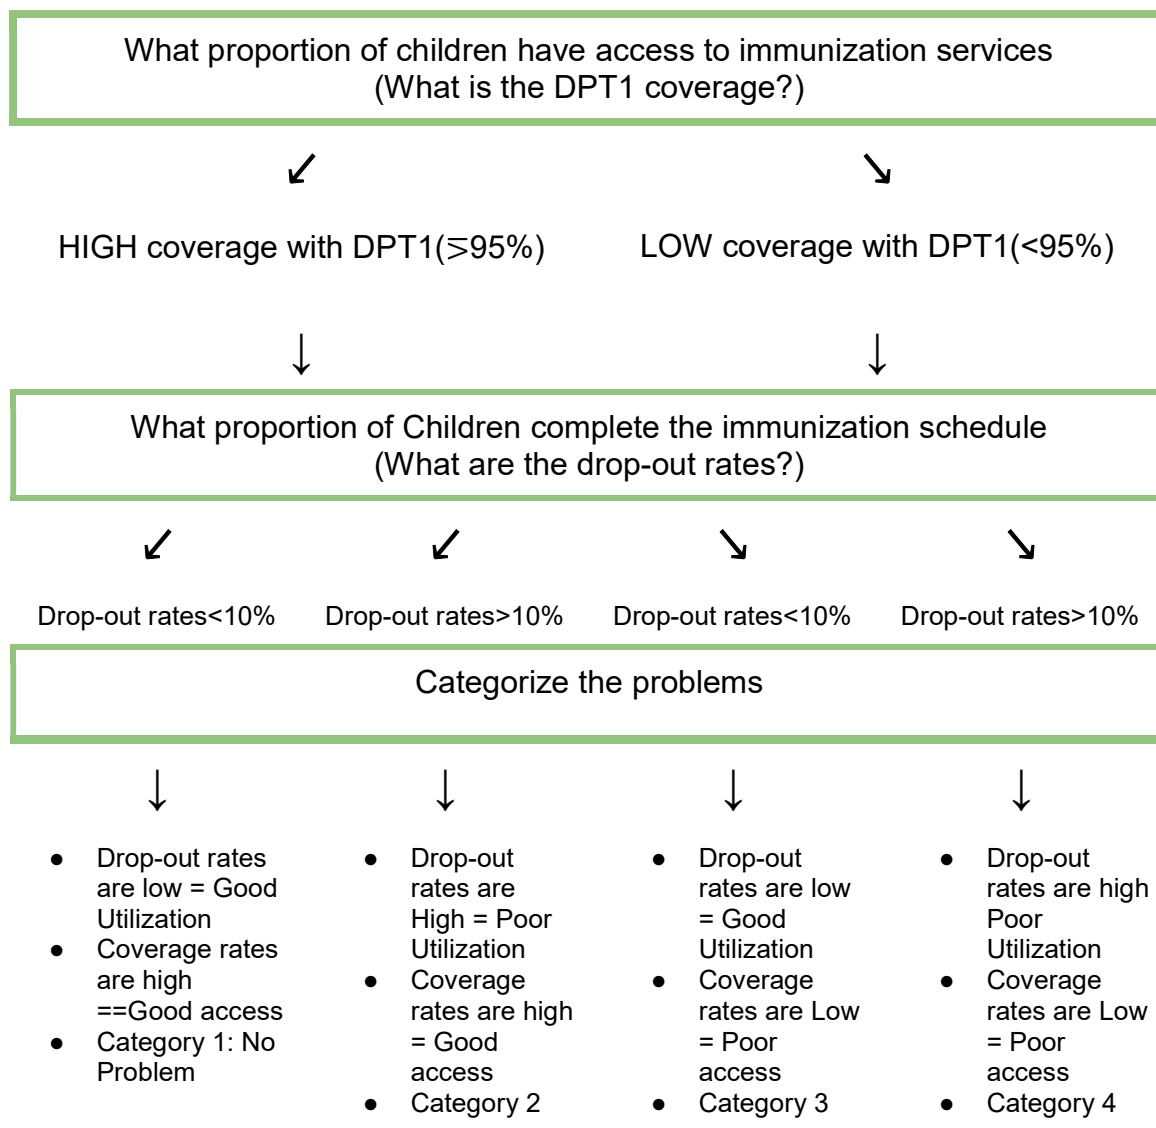 What proportion of children have access to immunization services
(What is the DPT1 coverage?)
↙
↘
HIGH coverage with DPT1(⋝95%)
LOW coverage with DPT1(<95%)
↓
↓
What proportion of Children complete the immunization schedule
(What are the drop-out rates?)
↙
↙
↘
↘
Drop-out rates<10%
Drop-out rates>10%
Drop-out rates<10%
Drop-out rates>10%
Categorize the problems
↓
↓
↓
↓
● Drop-out rates
are low = Good
Utilization
● Coverage rates
are high
==Good access
● Category 1: No
Problem
● Drop-out
rates are
High = Poor
Utilization
● Coverage
rates are high
= Good
access
● Category 2
● Drop-out
rates are low
= Good
Utilization
● Coverage
rates are Low
= Poor
access
● Category 3
● Drop-out
rates are high
Poor
Utilization
● Coverage
rates are Low
= Poor
access
● Category 4